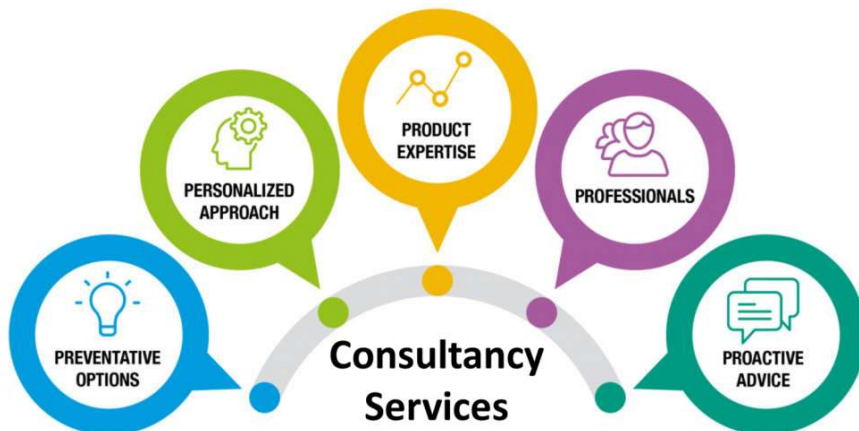 PREVENTATIVE
OPTIONS
PERSONALIZED
APPROACH
PRODUCT
EXPERTISE
PROFESSIONALS
PROACTIVE
ADVICE
Consultancy
Services